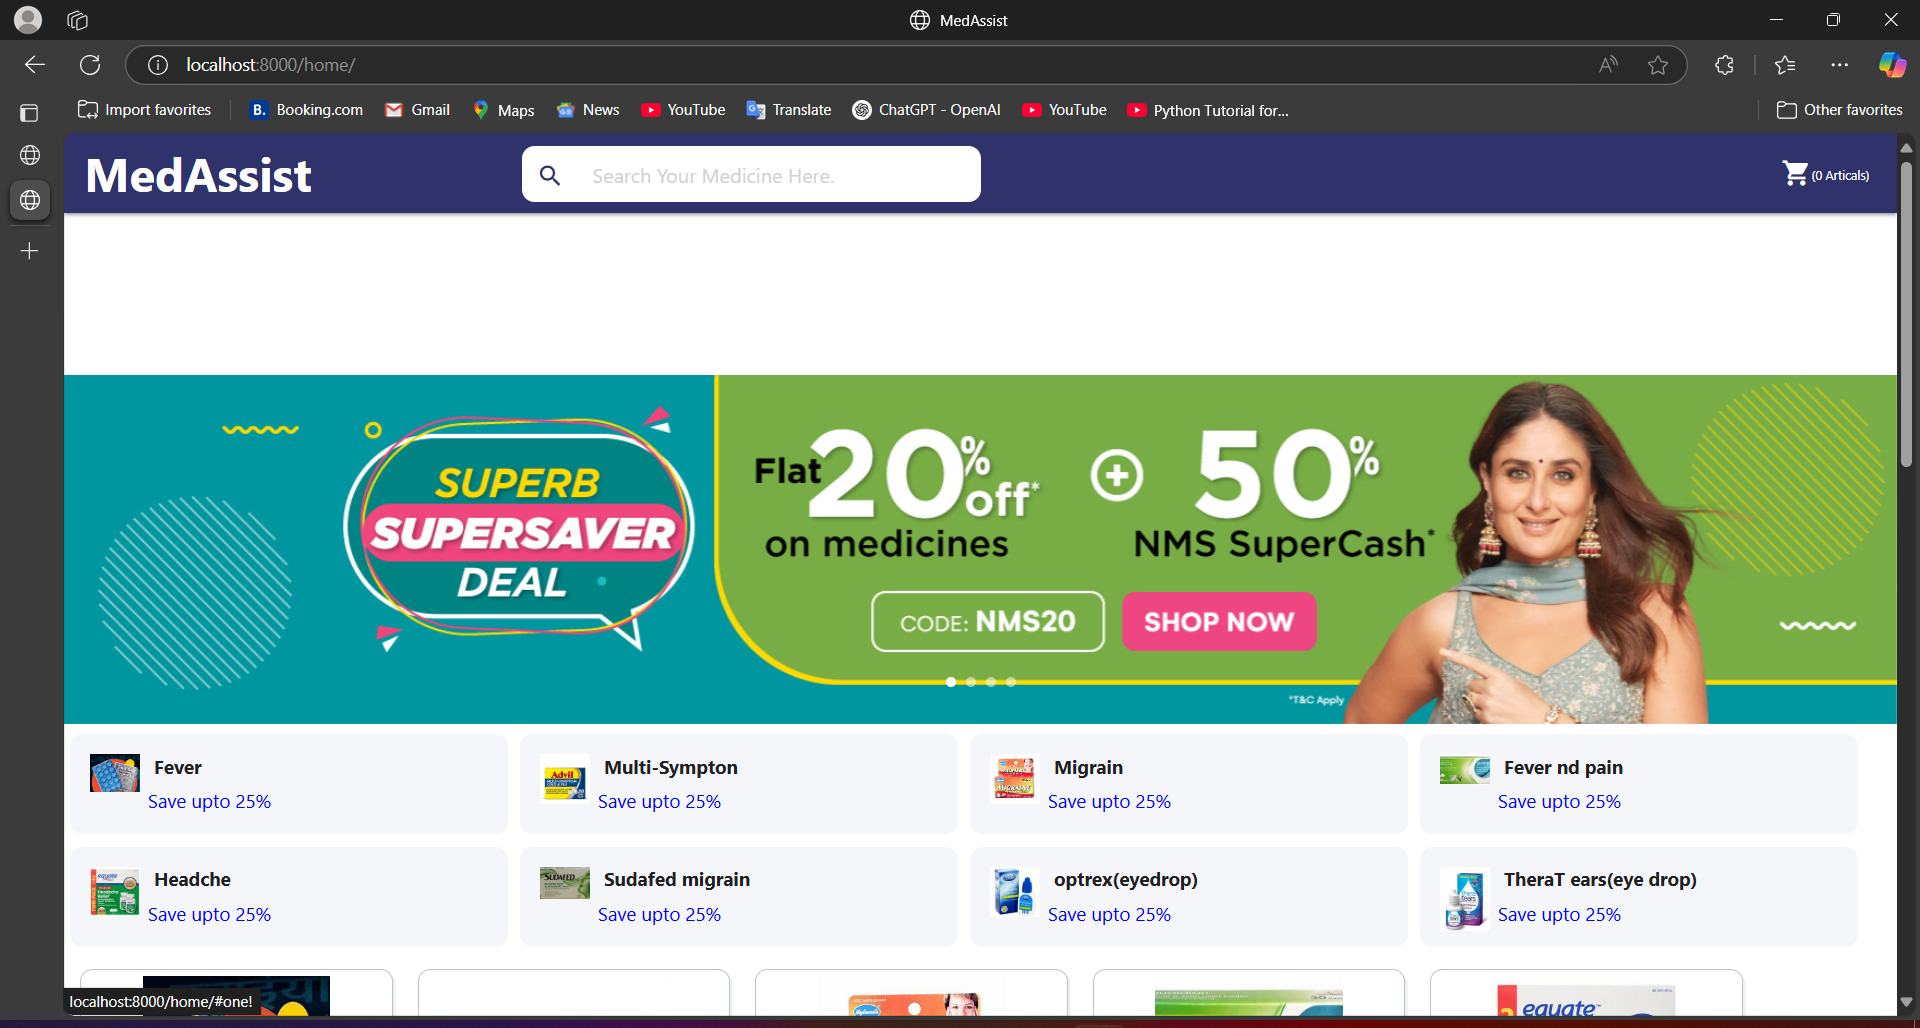 MedAssist
localhost:8000/home/
Import favorites
Booking.com
Gmail
Maps
News
YouTube
Translate
ChatGPT - OpenAI
YouTube
Python Tutorial for...
Other favorites
MedAssist
Search Your Medicine Here.
(0 Articals)
SUPERB
SUPERSAVER
DEAL
Flat 20% off*
on medicines
50%
NMS SuperCash*
CODE: NMS20
SHOP NOW
*T&C Apply
Fever
Save upto 25%
Multi-Sympton
Save upto 25%
Migrain
Save upto 25%
Fever nd pain
Save upto 25%
Headche
Save upto 25%
Sudafed migrain
Save upto 25%
optrex(eyedrop)
Save upto 25%
TheraT ears(eye drop)
Save upto 25%
Advil
SUDAFED
equate
Hyland's
equate
localhost:8000/home/#one!